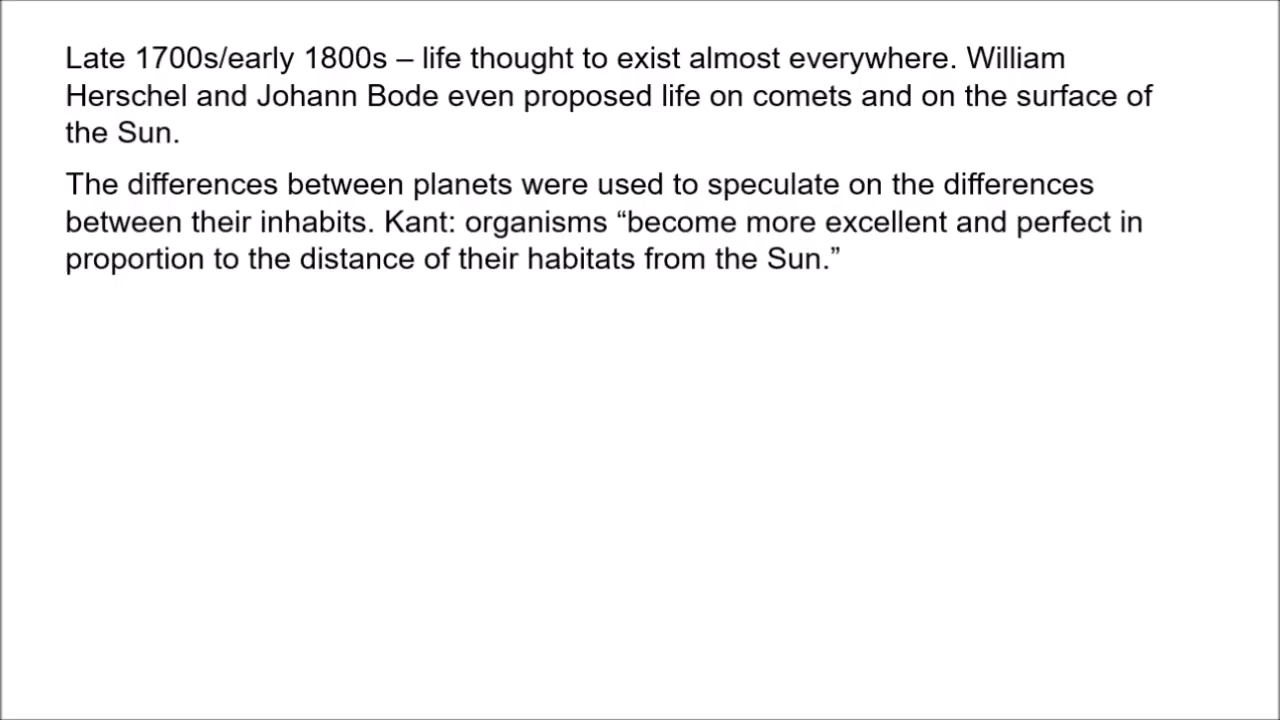 Late 1700s/early 1800s – life thought to exist almost everywhere. William
Herschel and Johann Bode even proposed life on comets and on the surface of
the Sun.
The differences between planets were used to speculate on the differences
between their inhabits. Kant: organisms “become more excellent and perfect in
proportion to the distance of their habitats from the Sun.”